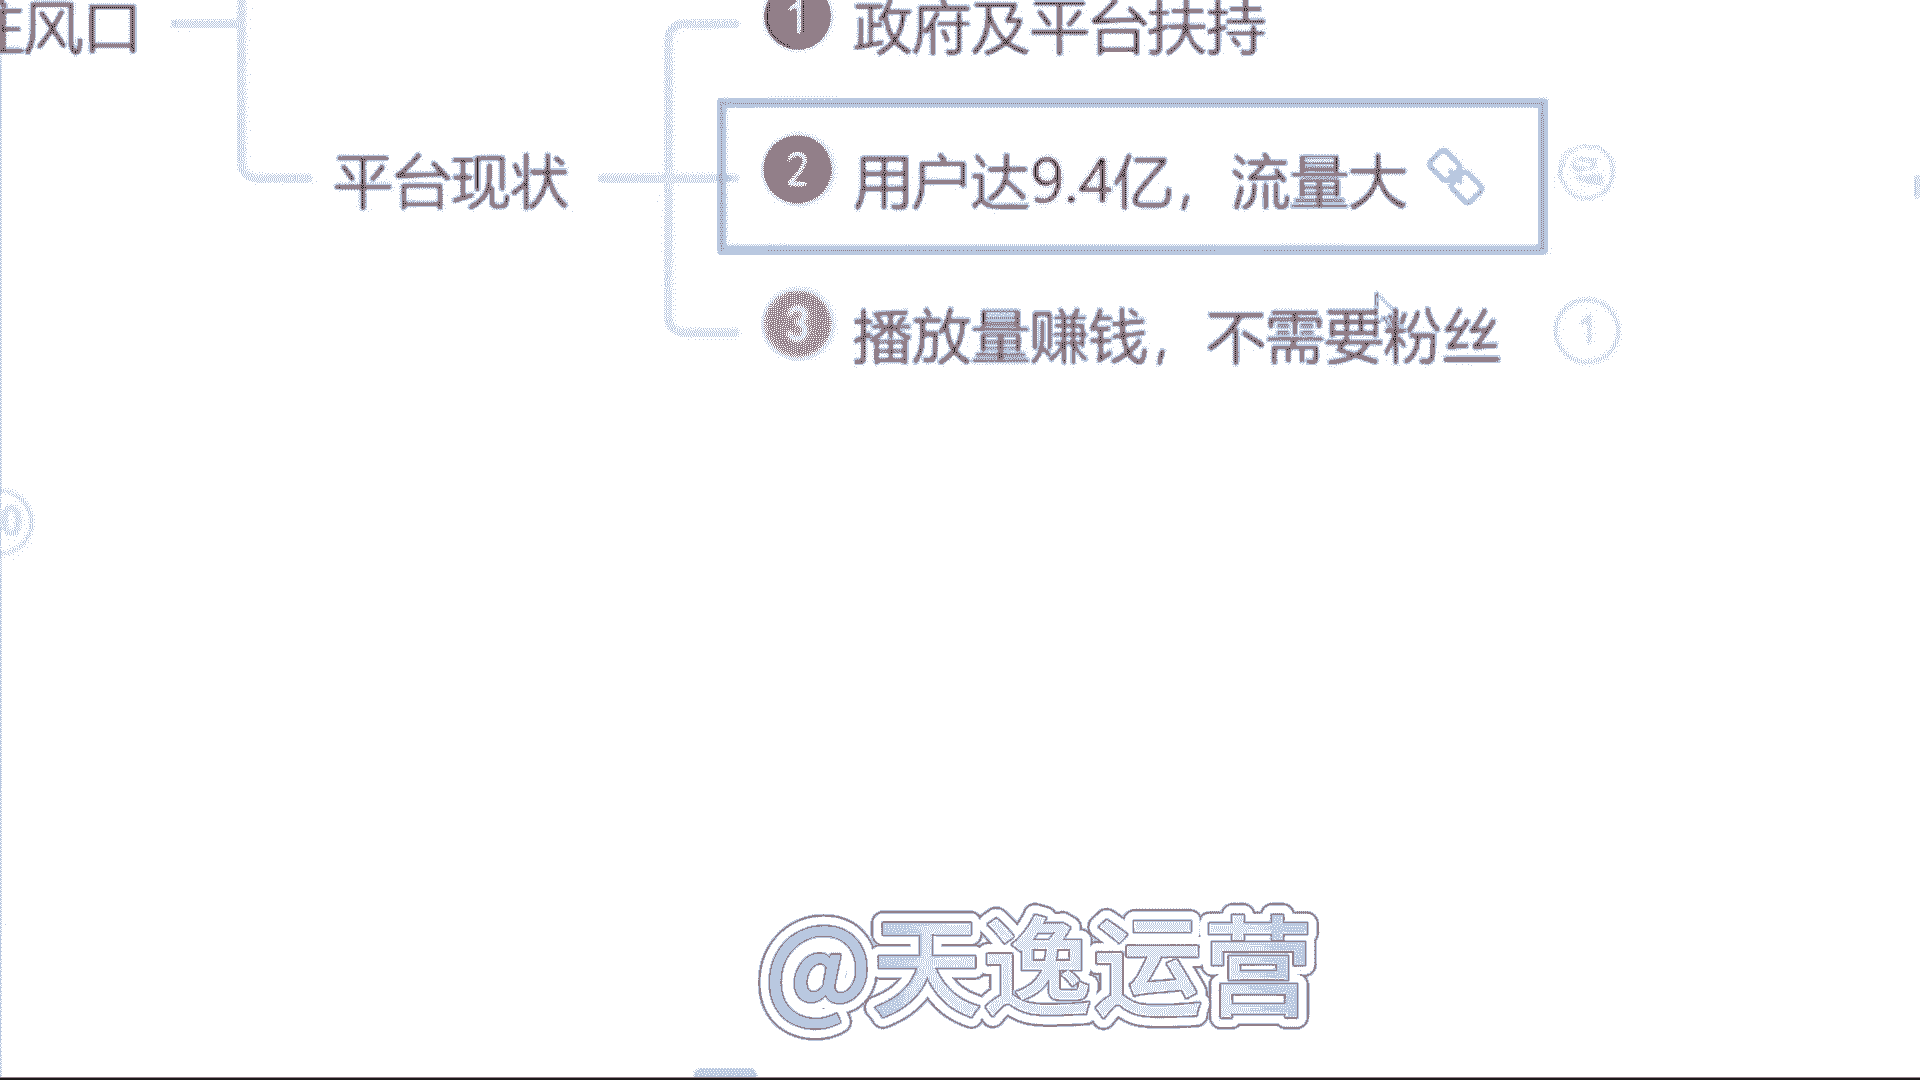 风口
① 政府及平台扶持
平台现状
② 用户达9.4亿，流量大
③ 播放量赚钱，不需要粉丝
1
@天逸运营